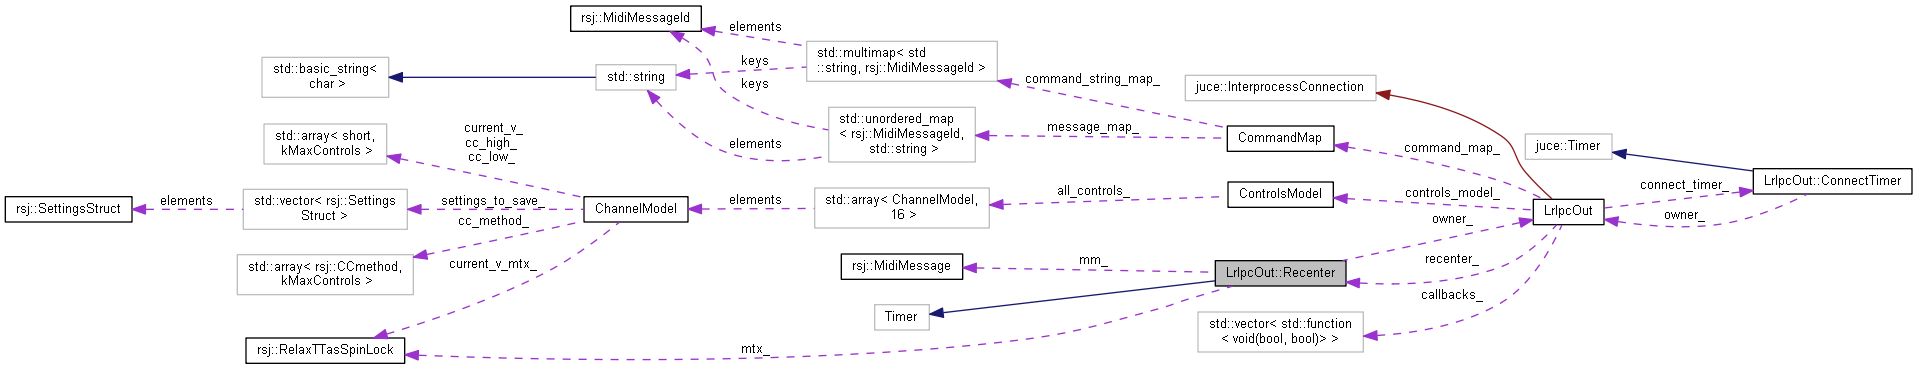 rsj::MidiMessageId
elements
std::multimap< std
::string, rsj::MidiMessageId >
std::basic_string<
char >
std::string
keys
keys
command_string_map_
juce::InterprocessConnection
std::array< short,
kMaxControls >
current_v_
cc_high_
cc_low_
elements
std::unordered_map
< rsj::MidiMessageId,
std::string >
message_map_
CommandMap
command_map_
juce::Timer
rsj::SettingsStruct
elements
std::vector< rsj::Settings
Struct >
settings_to_save_
ChannelModel
elements
std::array< ChannelModel,
16 >
all_controls_
ControlsModel
controls_model_
LrIpcOut
connect_timer_
owner_
LrIpcOut::ConnectTimer
cc_method_
std::array< rsj::CCmethod,
kMaxControls >
current_v_mtx_
rsj::MidiMessage
mm_
LrIpcOut::Recenter
owner_
recenter_
callbacks_
Timer
std::vector< std::function
< void(bool, bool)> >
rsj::RelaxTTasSpinLock
mtx_